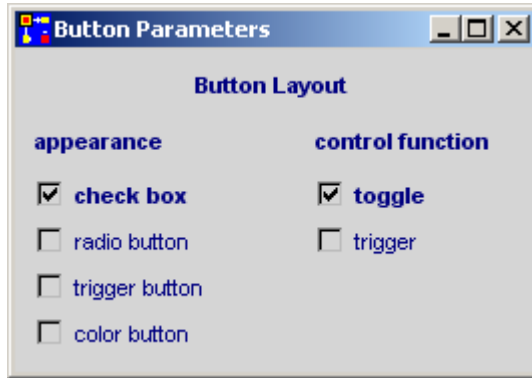 Button Parameters
Button Layout
appearance
control function
check box
toggle
radio button
trigger
trigger button
color button